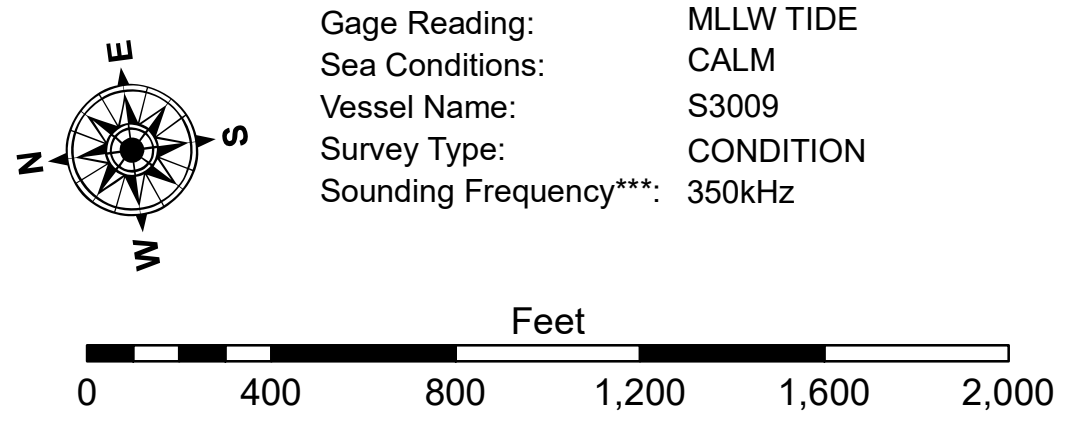 E
N
S
W
Gage Reading: MLLW TIDE
Sea Conditions: CALM
Vessel Name: S3009
Survey Type: CONDITION
Sounding Frequency***: 350kHz
Feet
0 400 800 1,200 1,600 2,000